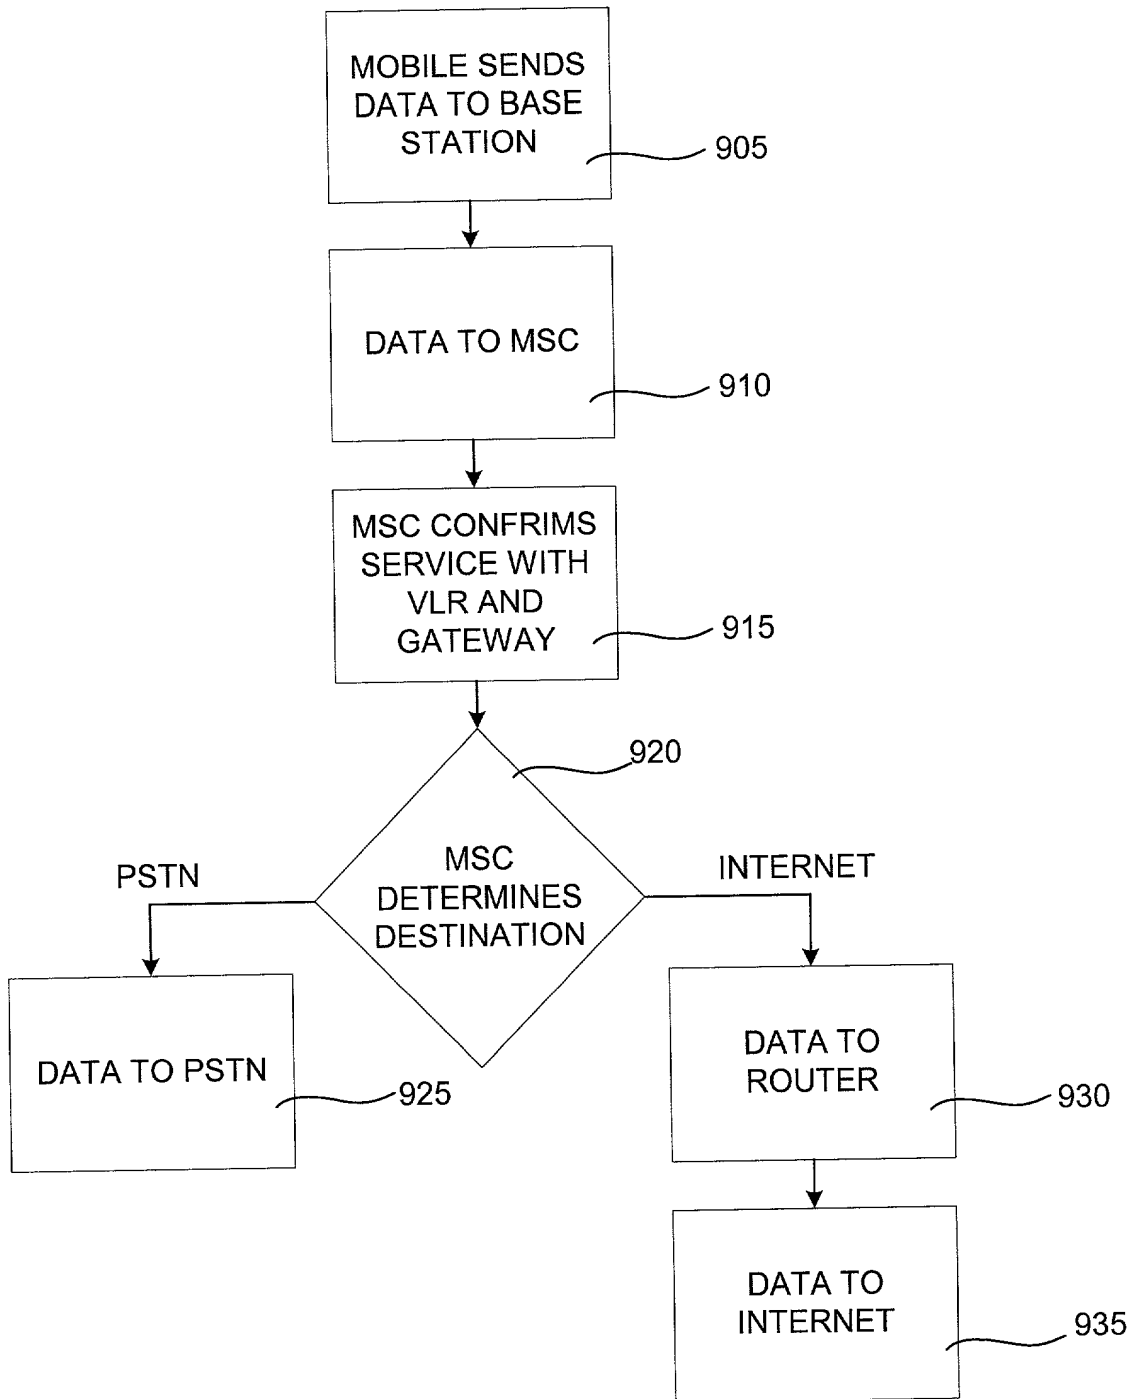 MOBILE SENDS
DATA TO BASE
STATION
905
DATA TO MSC
910
MSC CONFRIMS
SERVICE WITH
VLR AND
GATEWAY
915
920
MSC
DETERMINES
DESTINATION
PSTN
INTERNET
DATA TO PSTN
925
DATA TO
ROUTER
930
DATA TO
INTERNET
935